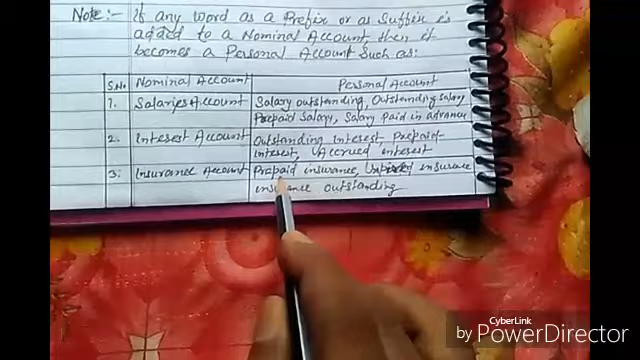 Note:- If any word as a Prefix or as Suffix is
added to a Nominal Account, then it
becomes a Personal Account such as:
S.No Nominal Account Personal Account
1. Salaries Account Salary outstanding, Outstanding Salary
Prepaid Salary, Salary Paid in advance
2. Interest Account Outstanding Interest Prepaid
interest, Accrued interest
3. Insurance Account Prepaid insurance, Unexpired insurance
insurance outstanding
CyberLink
by PowerDirector